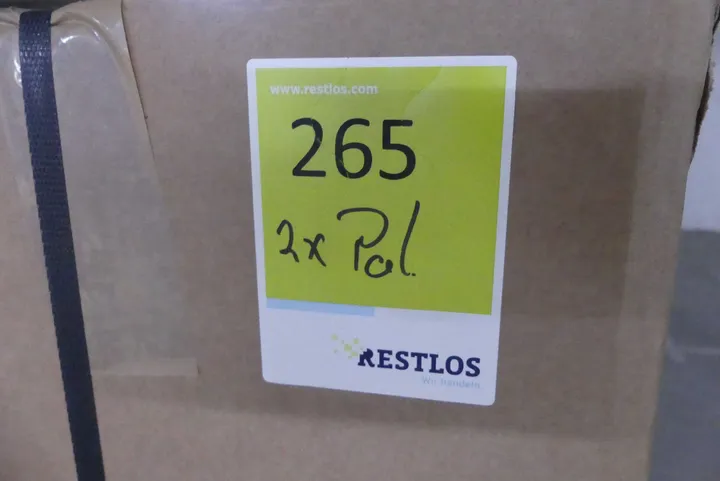 www.restlos.com
265
2x Pal.
RESTLOS
Wir handeln